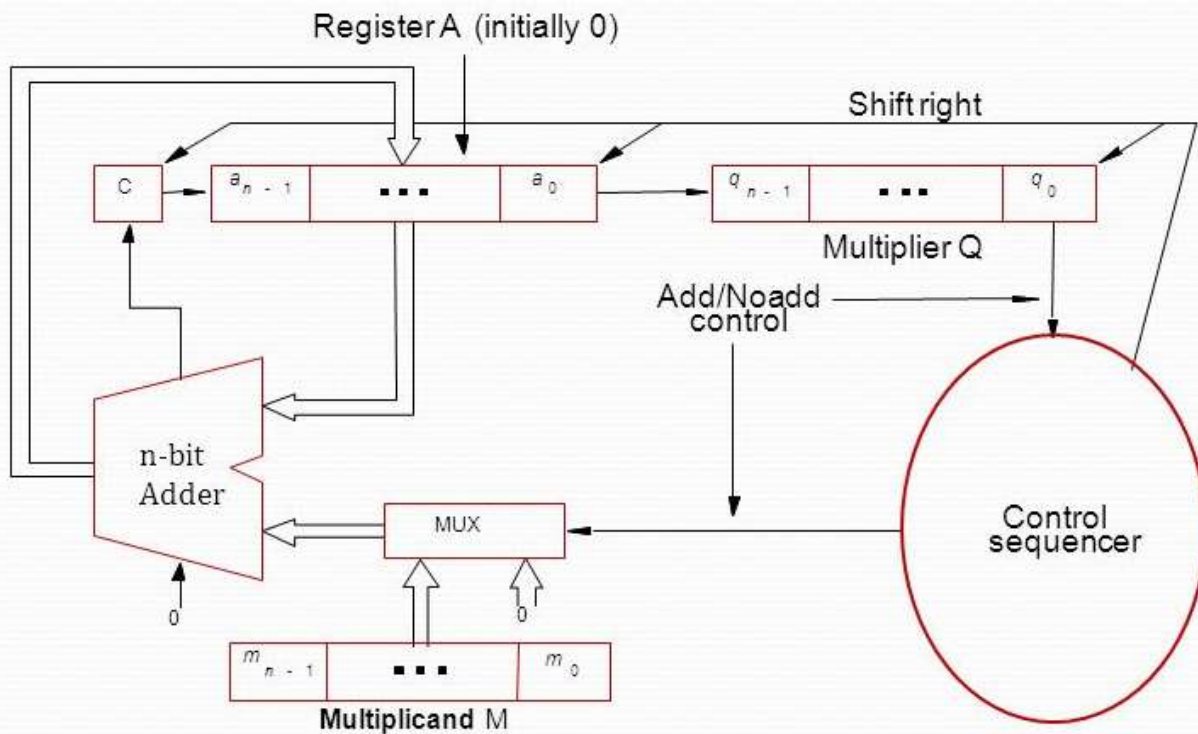 Register A (initially 0)
Shift right
C
a n - 1
▪ ▪ ▪
a 0
q n - 1
▪ ▪ ▪
q 0
Multiplier Q
Add/Noadd
control
n-bit
Adder
MUX
Control
sequencer
0
0
m n - 1
▪ ▪ ▪
m 0
Multiplicand M